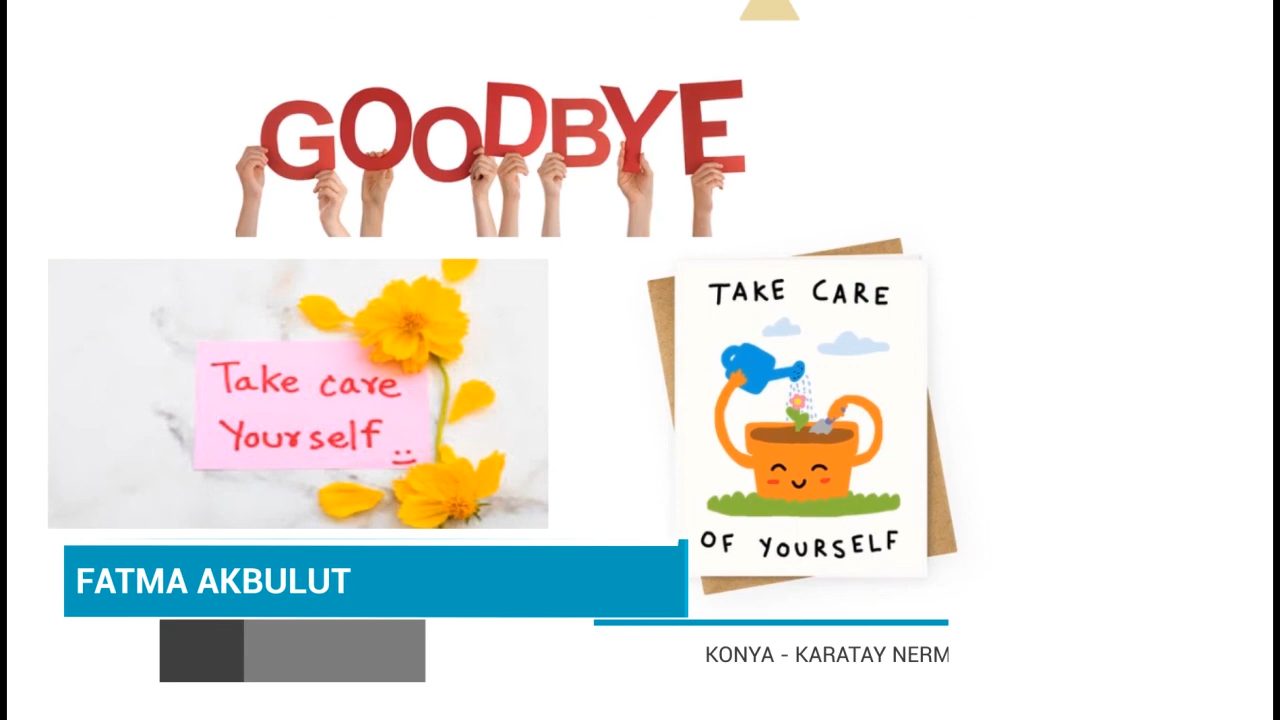 GOODBYE
Take care
Yourself
TAKE CARE
OF YOURSELF
FATMA AKBULUT
KONYA - KARATAY NERM